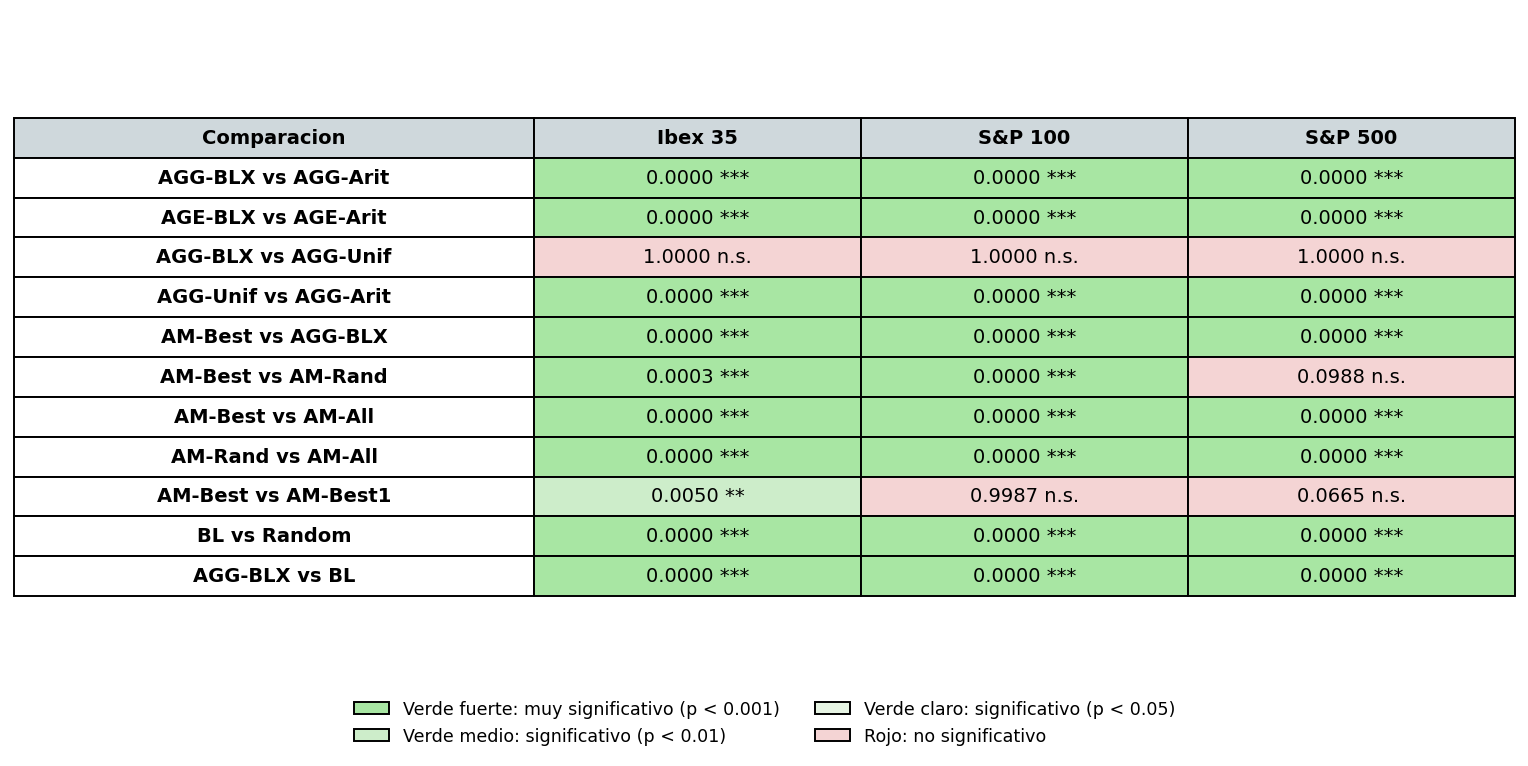 Comparacion Ibex 35 S&P 100 S&P 500
AGG-BLX vs AGG-Arit 0.0000 *** 0.0000 *** 0.0000 ***
AGE-BLX vs AGE-Arit 0.0000 *** 0.0000 *** 0.0000 ***
AGG-BLX vs AGG-Unif 1.0000 n.s. 1.0000 n.s. 1.0000 n.s.
AGG-Unif vs AGG-Arit 0.0000 *** 0.0000 *** 0.0000 ***
AM-Best vs AGG-BLX 0.0000 *** 0.0000 *** 0.0000 ***
AM-Best vs AM-Rand 0.0003 *** 0.0000 *** 0.0988 n.s.
AM-Best vs AM-All 0.0000 *** 0.0000 *** 0.0000 ***
AM-Rand vs AM-All 0.0000 *** 0.0000 *** 0.0000 ***
AM-Best vs AM-Best1 0.0050 ** 0.9987 n.s. 0.0665 n.s.
BL vs Random 0.0000 *** 0.0000 *** 0.0000 ***
AGG-BLX vs BL 0.0000 *** 0.0000 *** 0.0000 ***
Verde fuerte: muy significativo (p < 0.001) Verde claro: significativo (p < 0.05)
Verde medio: significativo (p < 0.01) Rojo: no significativo